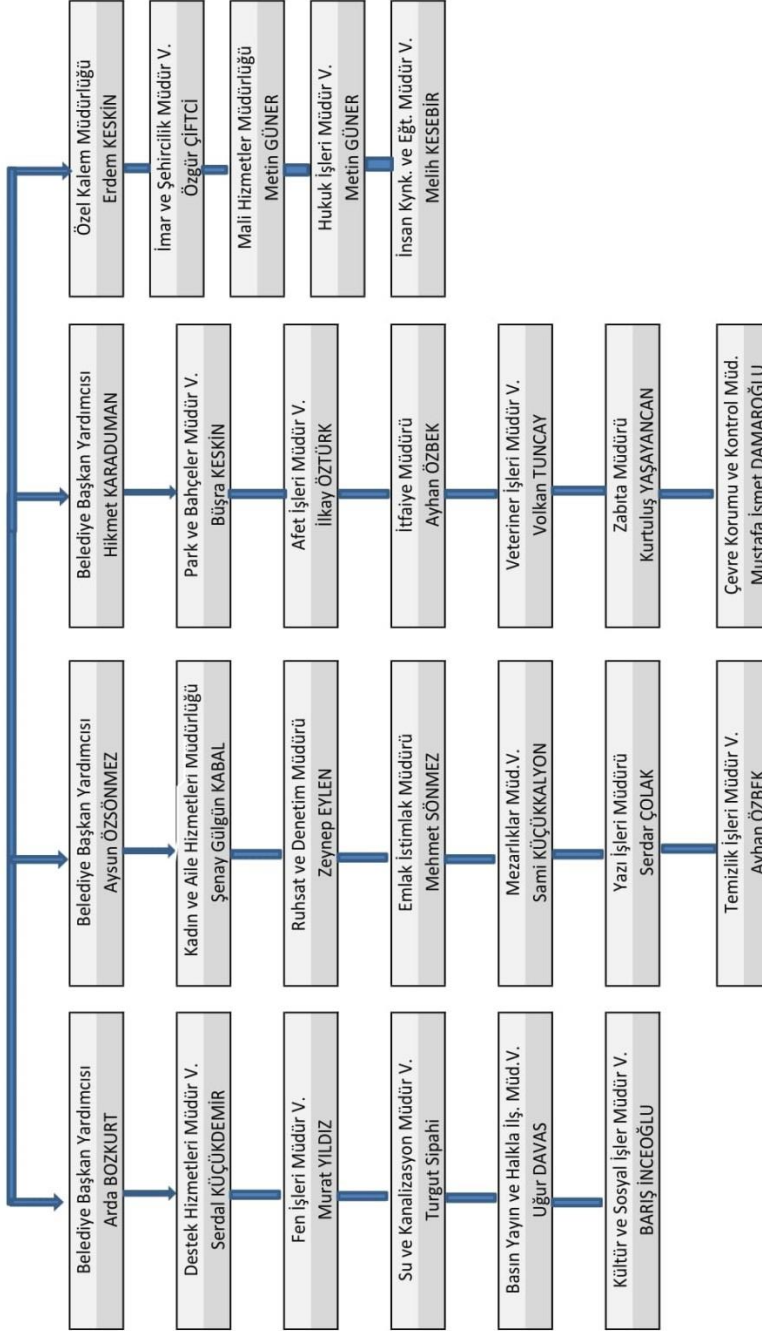 Belediye Başkan Yardımcısı
Arda BOZKURT
Destek Hizmetleri Müdür V.
Serdal KÜÇÜKDEMİR
Fen İşleri Müdür V.
Murat YILDIZ
Su ve Kanalizasyon Müdür V.
Turgut Sipahi
Basın Yayın ve Halkla İlş. Müd.V.
Uğur DAVAS
Kültür ve Sosyal İşler Müdür V.
BARIŞ İNCEOĞLU
Belediye Başkan Yardımcısı
Aysun ÖZSÖNMEZ
Kadın ve Aile Hizmetleri Müdürlüğü
Şenay Gülgün KABAL
Ruhsat ve Denetim Müdürü
Zeynep EYLEN
Emlak İstimlak Müdürü
Mehmet SÖNMEZ
Mezarlıklar Müd.V.
Sami KÜÇÜKKALYON
Yazı İşleri Müdürü
Serdar ÇOLAK
Temizlik İşleri Müdür V.
Ayhan ÖZBEK
Belediye Başkan Yardımcısı
Hikmet KARADUMAN
Park ve Bahçeler Müdür V.
Büşra KESKİN
Afet İşleri Müdür V.
İlkay ÖZTÜRK
İtfaiye Müdürü
Ayhan ÖZBEK
Veteriner İşleri Müdür V.
Volkan TUNCAY
Zabıta Müdürü
Kurtuluş YAŞAYANCAN
Çevre Korumu ve Kontrol Müd.
Mustafa İsmet DAMAROĞLU
Özel Kalem Müdürlüğü
Erdem KESKİN
İmar ve Şehircilik Müdür V.
Özgür ÇİFTCİ
Mali Hizmetler Müdürlüğü
Metin GÜNER
Hukuk İşleri Müdür V.
Metin GÜNER
İnsan Kynk. ve Eğt. Müdür V.
Melih KESEBİR